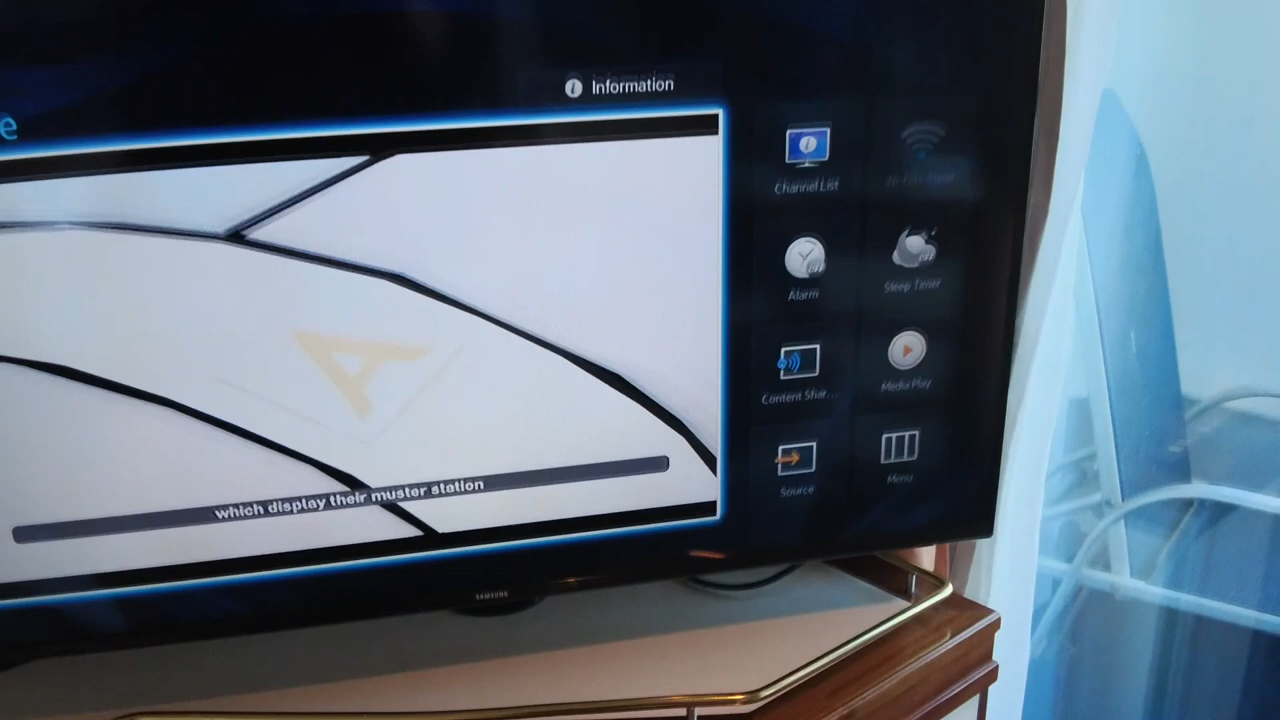 Information
e
Channel List
Alarm
Sleep Timer
A
Content Shar...
Media Play
which display their muster station
Source
Menu
SAMSUNG